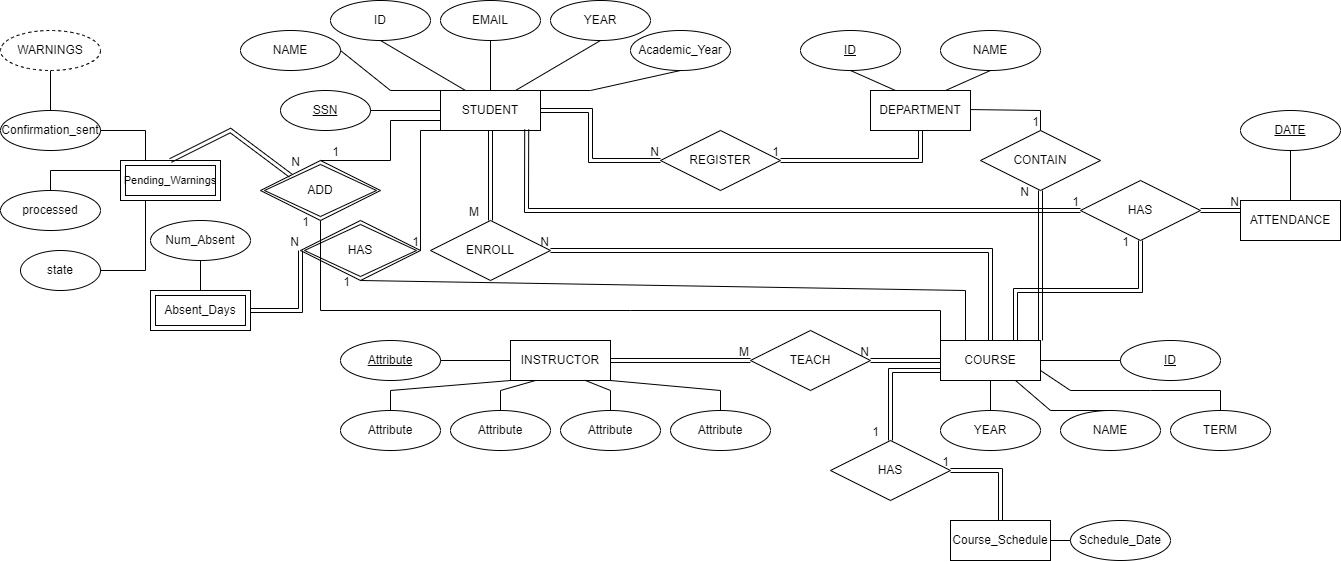 ID
EMAIL
YEAR
WARNINGS
NAME
Academic_Year
ID
NAME
SSN
STUDENT
DEPARTMENT
Confirmation_sent
DATE
1
N
1
1
N
REGISTER
CONTAIN
Pending_Warnings
ADD
N
1
N
processed
M
HAS
ATTENDANCE
1
Num_Absent
N
HAS
1
ENROLL
N
1
state
1
Absent_Days
M
N
Attribute
INSTRUCTOR
TEACH
COURSE
ID
Attribute
Attribute
Attribute
Attribute
1
YEAR
NAME
TERM
HAS
1
Course_Schedule
Schedule_Date